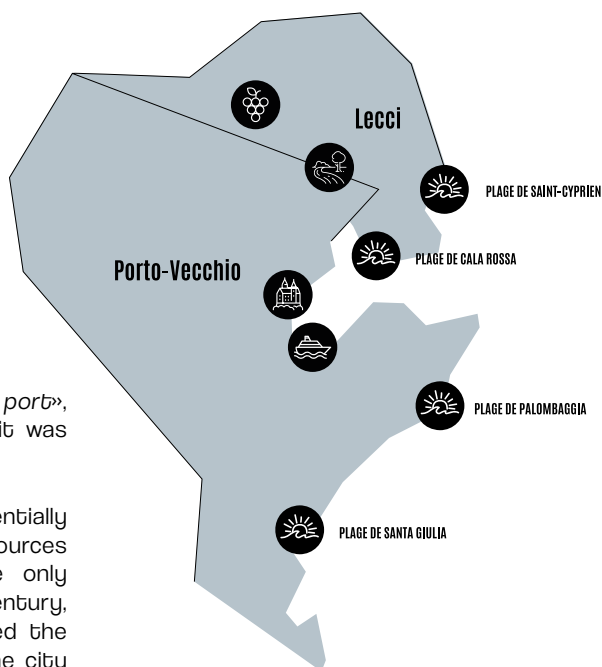 Lecci
PLAGE DE SAINT-CYPRIEN
PLAGE DE CALA ROSSA
Porto-Vecchio
port»,
it was
PLAGE DE PALOMBAGGIA
entially
ources
only
entury,
ed the
e city
PLAGE DE SANTA GIULIA